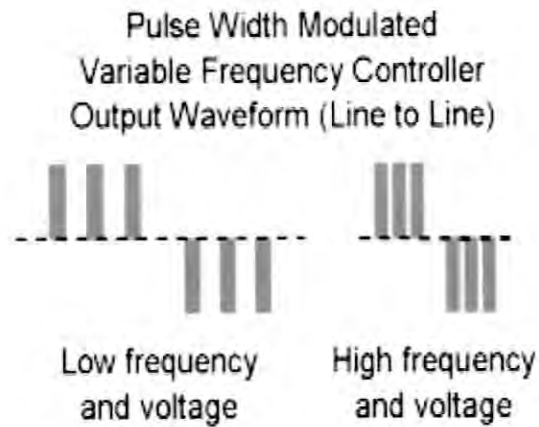 Pulse Width Modulated
Variable Frequency Controller
Output Waveform (Line to Line)
Low frequency
and voltage
High frequency
and voltage